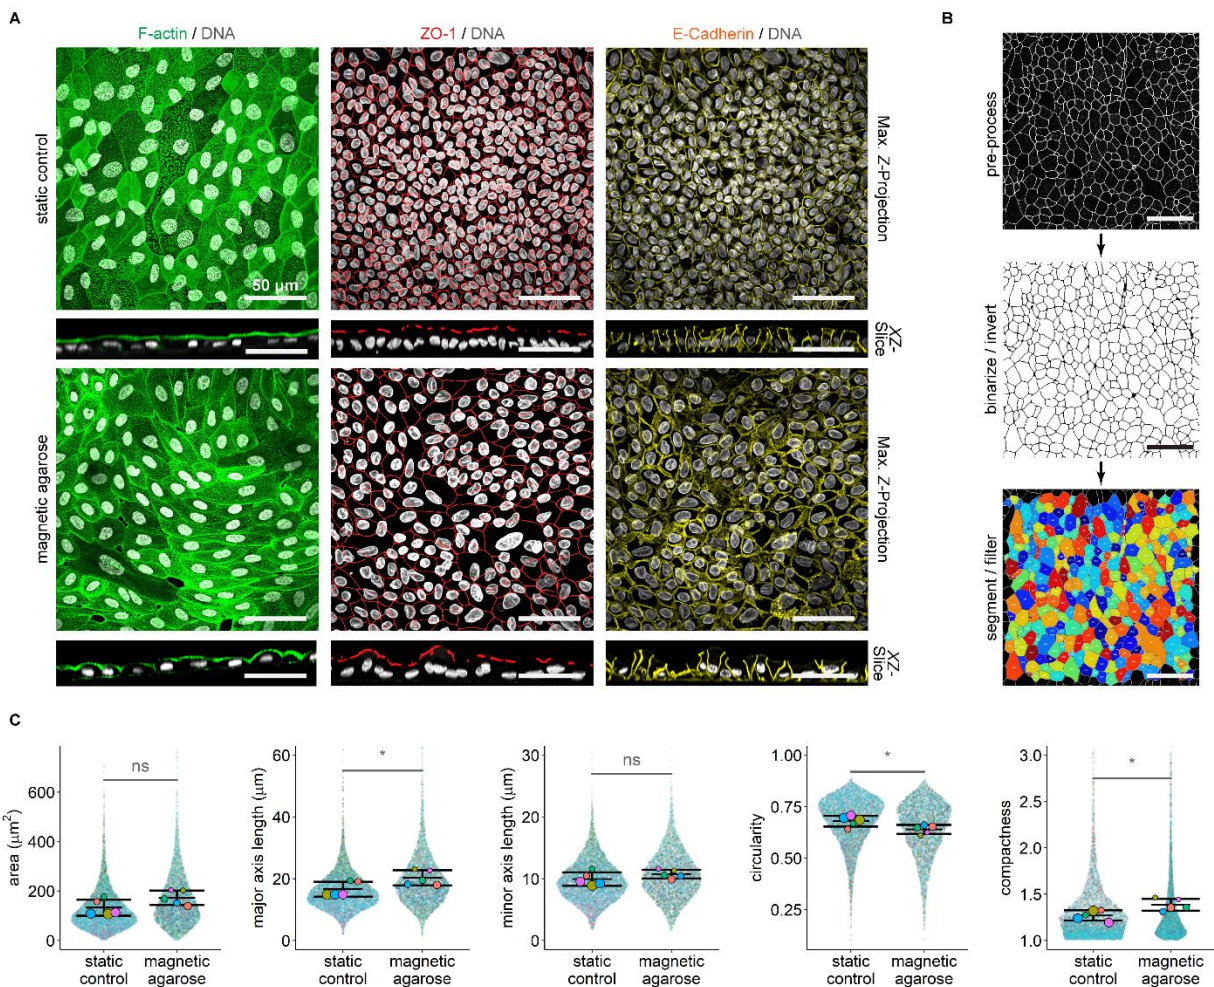 A
F-actin / DNA
ZO-1 / DNA
E-Cadherin / DNA
static control
50 μm
Max. Z-Projection
XZ-
Slice
magnetic agarose
Max. Z-Projection
XZ-
Slice
B
pre-process
binarize / invert
segment / filter
C
area (μm²)
600
400
200
0
ns
static
control
magnetic
agarose
major axis length (μm)
60
40
20
0
*
static
control
magnetic
agarose
minor axis length (μm)
30
20
10
0
ns
static
control
magnetic
agarose
circularity
1.00
0.75
0.50
0.25
*
static
control
magnetic
agarose
compactness
3.0
2.5
2.0
1.5
1.0
*
static
control
magnetic
agarose